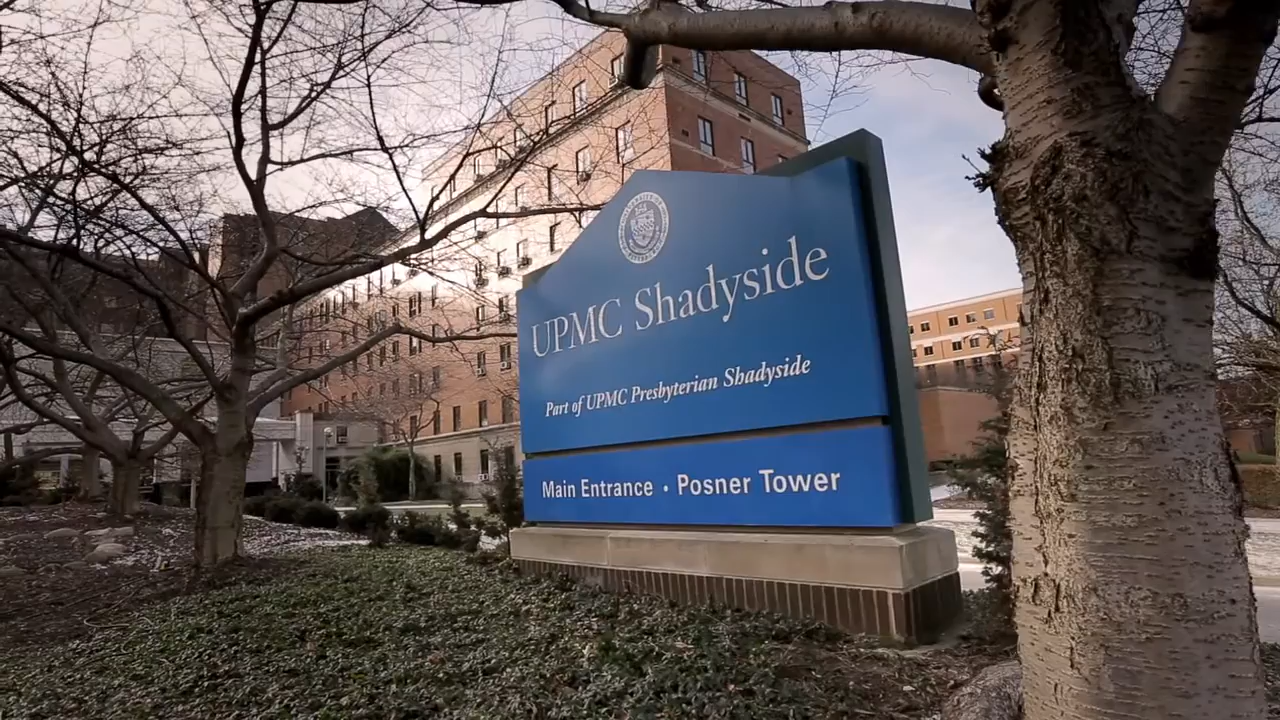 UPMC Shadyside
Part of UPMC Presbyterian Shadyside
Main Entrance • Posner Tower